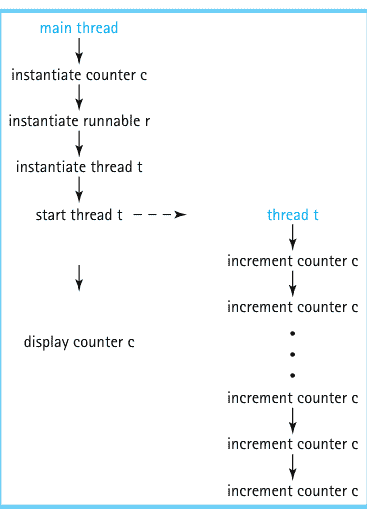 main thread
instantiate counter c
instantiate runnable r
instantiate thread t
start thread t
display counter c
thread t
increment counter c
increment counter c
increment counter c
increment counter c
increment counter c